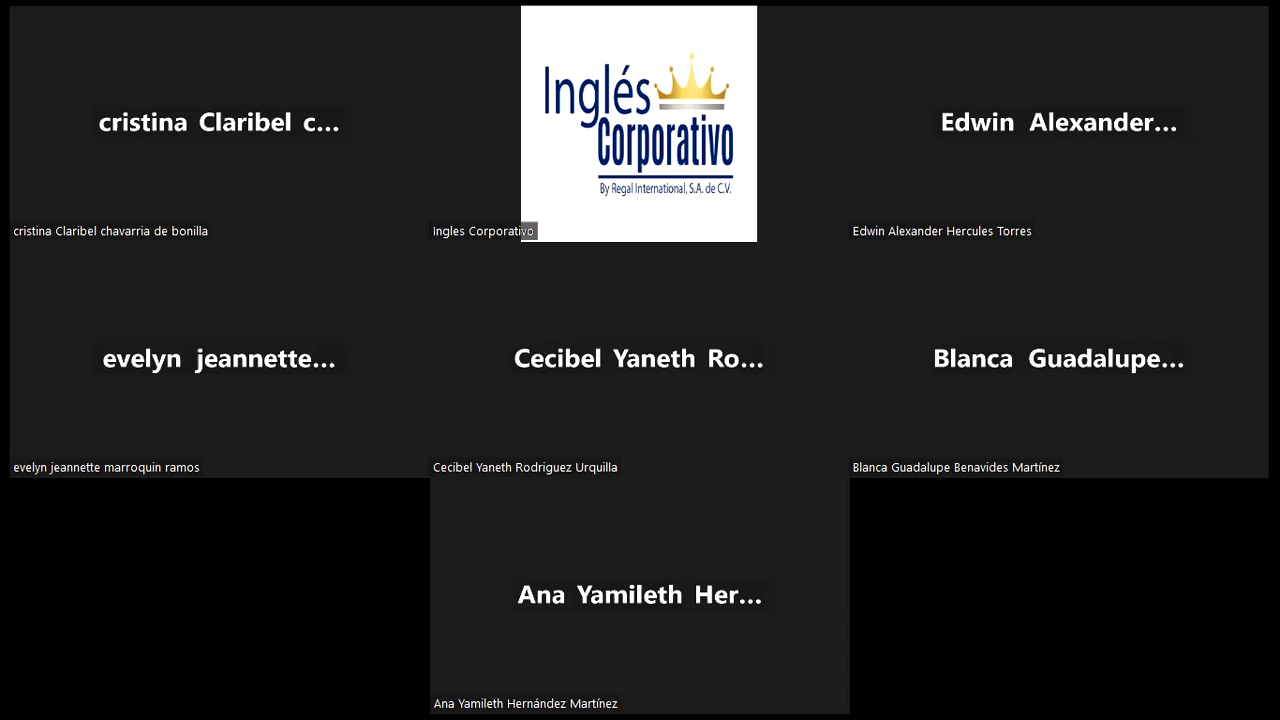 cristina Claribel c...
Inglés
Corporativo
By Regal International, S.A. de C.V.
Edwin Alexander...
cristina Claribel chavarria de bonilla
Ingles Corporativo
Edwin Alexander Hercules Torres
evelyn jeannette...
Cecibel Yaneth Ro...
Blanca Guadalupe...
evelyn jeannette marroquin ramos
Cecibel Yaneth Rodriguez Urquilla
Blanca Guadalupe Benavides Martínez
Ana Yamileth Her...
Ana Yamileth Hernández Martínez